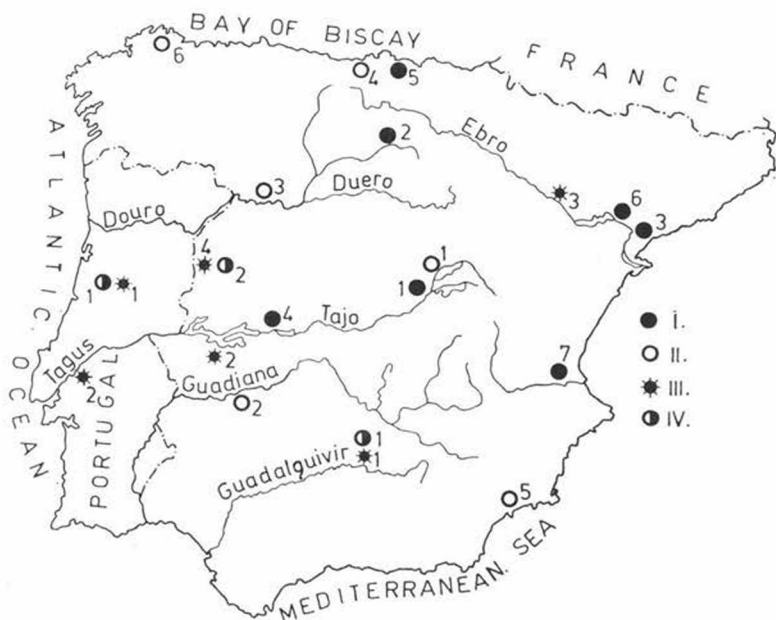 BAY OF BISCAY
FRANCE
ATLANTIC OCEAN
6
4
5
2
Ebro
3
Duero
3
6
3
Douro
4
2
1
1
1
1
4
Tajo
I.
II.
III.
IV.
Tagus
2
2
7
Guadiana
2
PORTUGAL
1
1
Guadalquivir
5
MEDITERRANEAN. SEA